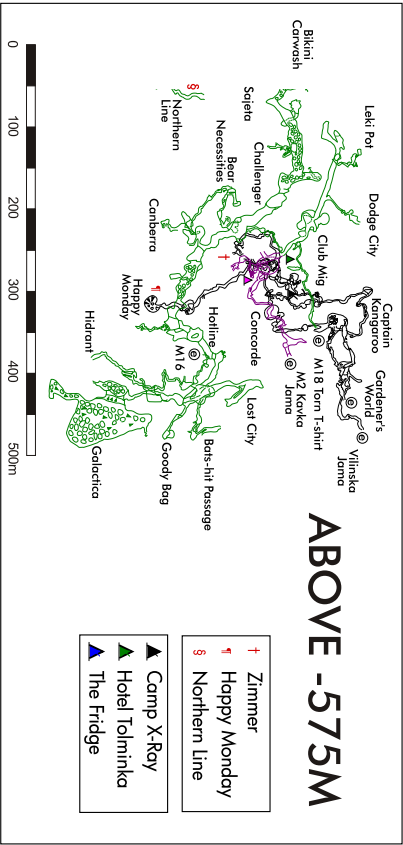 ABOVE -575M
Bikini
Carwash
Leki Pot
Dodge City
Sajeta
Challenger
Club Mig
Captain
Kangaroo
Gardener's
World
Northern
Line
§
Bear
Necessities
Canberra
†
¶
Happy
Monday
Concorde
© M18 Torn T-shirt
© M2 Kavka
Jama
©
© Vilinska
Jama
Hotline
© M16
Hidrant
Lost City
Bats-hit Passage
Goody Bag
Galactica
0 100 200 300 400 500m
† Zimmer
¶ Happy Monday
§ Northern Line
Camp X-Ray
Hotel Tolminka
The Fridge